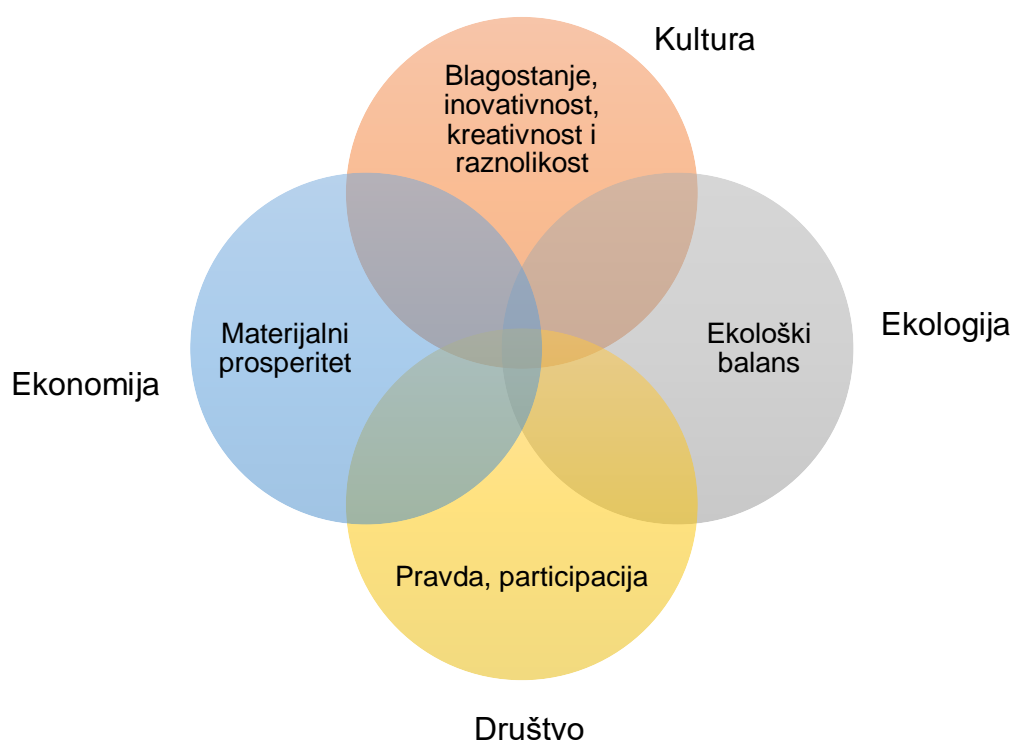 Kultura
Blagostanje,
inovativnost,
kreativnost i
raznolikost
Materijalni
prosperitet
Ekonomija
Ekološki
balans
Ekologija
Pravda, participacija
Društvo